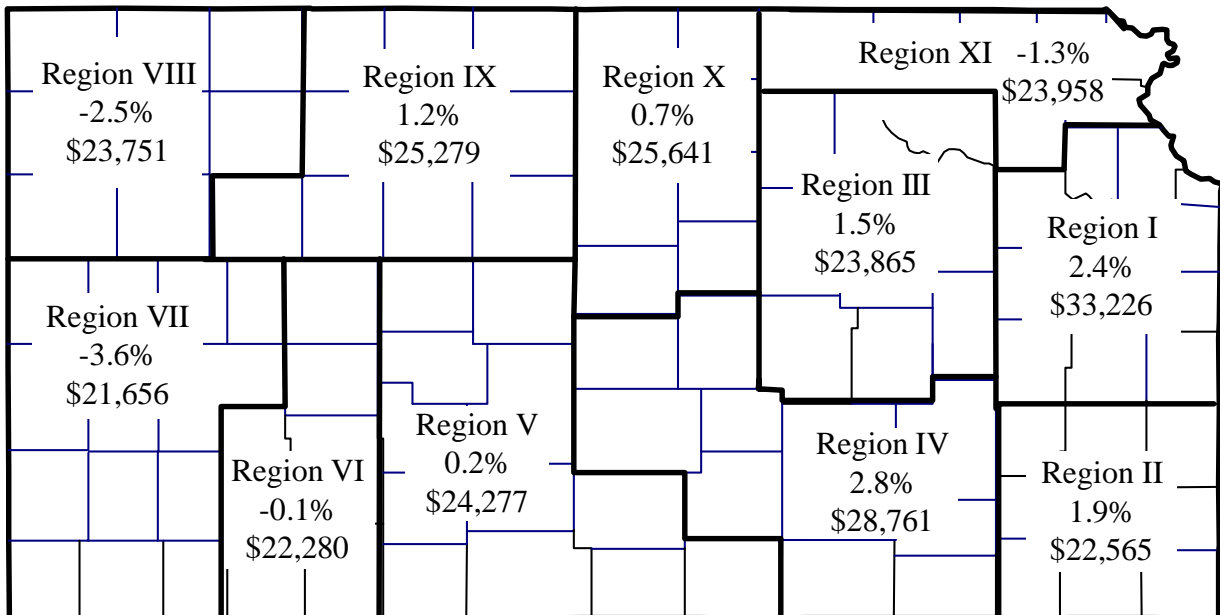 Region VIII
-2.5%
$23,751
Region IX
1.2%
$25,279
Region X
0.7%
$25,641
Region XI -1.3%
$23,958
Region III
1.5%
$23,865
Region I
2.4%
$33,226
Region VII
-3.6%
$21,656
Region VI
-0.1%
$22,280
Region V
0.2%
$24,277
Region IV
2.8%
$28,761
Region II
1.9%
$22,565